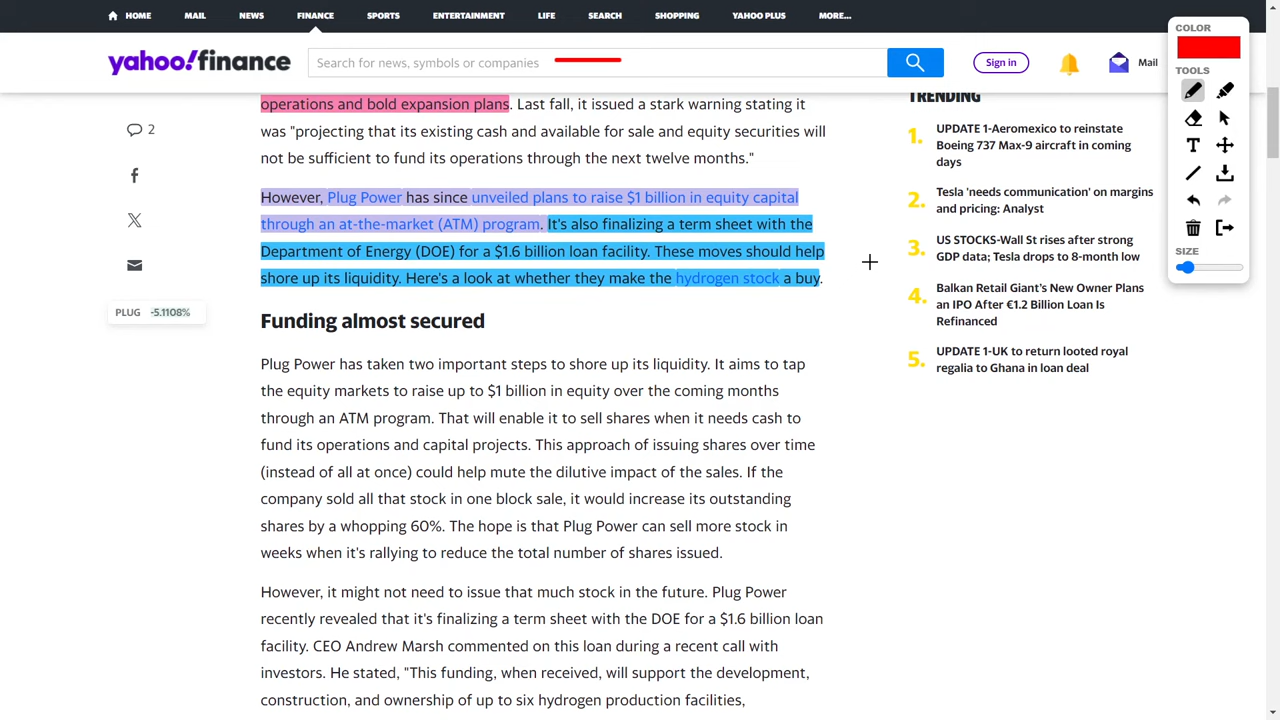 HOME MAIL NEWS FINANCE SPORTS ENTERTAINMENT LIFE SEARCH SHOPPING YAHOO PLUS MORE...
yahoo!finance
Search for news, symbols or companies
Sign in
Mail
operations and bold expansion plans. Last fall, it issued a stark warning stating it
was "projecting that its existing cash and available for sale and equity securities will
not be sufficient to fund its operations through the next twelve months."
However, Plug Power has since unveiled plans to raise $1 billion in equity capital
through an at-the-market (ATM) program. It's also finalizing a term sheet with the
Department of Energy (DOE) for a $1.6 billion loan facility. These moves should help
shore up its liquidity. Here's a look at whether they make the hydrogen stock a buy.
Funding almost secured
Plug Power has taken two important steps to shore up its liquidity. It aims to tap
the equity markets to raise up to $1 billion in equity over the coming months
through an ATM program. That will enable it to sell shares when it needs cash to
fund its operations and capital projects. This approach of issuing shares over time
(instead of all at once) could help mute the dilutive impact of the sales. If the
company sold all that stock in one block sale, it would increase its outstanding
shares by a whopping 60%. The hope is that Plug Power can sell more stock in
weeks when it's rallying to reduce the total number of shares issued.
However, it might not need to issue that much stock in the future. Plug Power
recently revealed that it's finalizing a term sheet with the DOE for a $1.6 billion loan
facility. CEO Andrew Marsh commented on this loan during a recent call with
investors. He stated, "This funding, when received, will support the development,
construction, and ownership of up to six hydrogen production facilities,
2
PLUG -5.1108%
TRENDING
1. UPDATE 1-Aeromexico to reinstate
Boeing 737 Max-9 aircraft in coming
days
2. Tesla 'needs communication' on margins
and pricing: Analyst
3. US STOCKS-Wall St rises after strong
GDP data; Tesla drops to 8-month low
4. Balkan Retail Giant's New Owner Plans
an IPO After €1.2 Billion Loan Is
Refinanced
5. UPDATE 1-UK to return looted royal
regalia to Ghana in loan deal
COLOR
TOOLS
T
SIZE